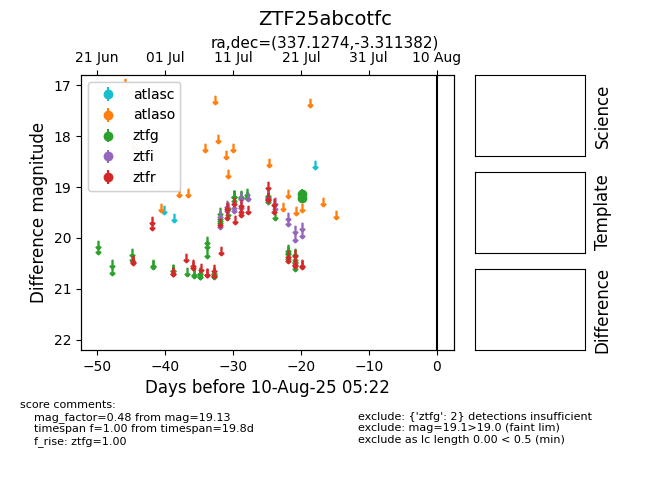 ZTF25abcotfc
ra,dec=(337.1274,-3.311382)
21 Jun 01 Jul 11 Jul 21 Jul 31 Jul 10 Aug
17
18
19
20
21
22
Difference magnitude
atlasc
atlaso
ztfg
ztfi
ztfr
−50 −40 −30 −20 −10 0
Days before 10-Aug-25 05:22
Science
Template
Difference
score comments:
mag_factor=0.48 from mag=19.13
timespan f=1.00 from timespan=19.8d
f_rise: ztfg=1.00
exclude: {'ztfg': 2} detections insufficient
exclude: mag=19.1>19.0 (faint lim)
exclude as lc length 0.00 < 0.5 (min)